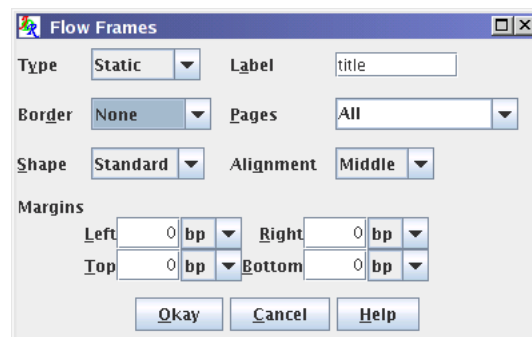 Flow Frames
Type Static Label title
Border None Pages All
Shape Standard Alignment Middle
Margins
Left 0 bp Right 0 bp
Top 0 bp Bottom 0 bp
Okay Cancel Help